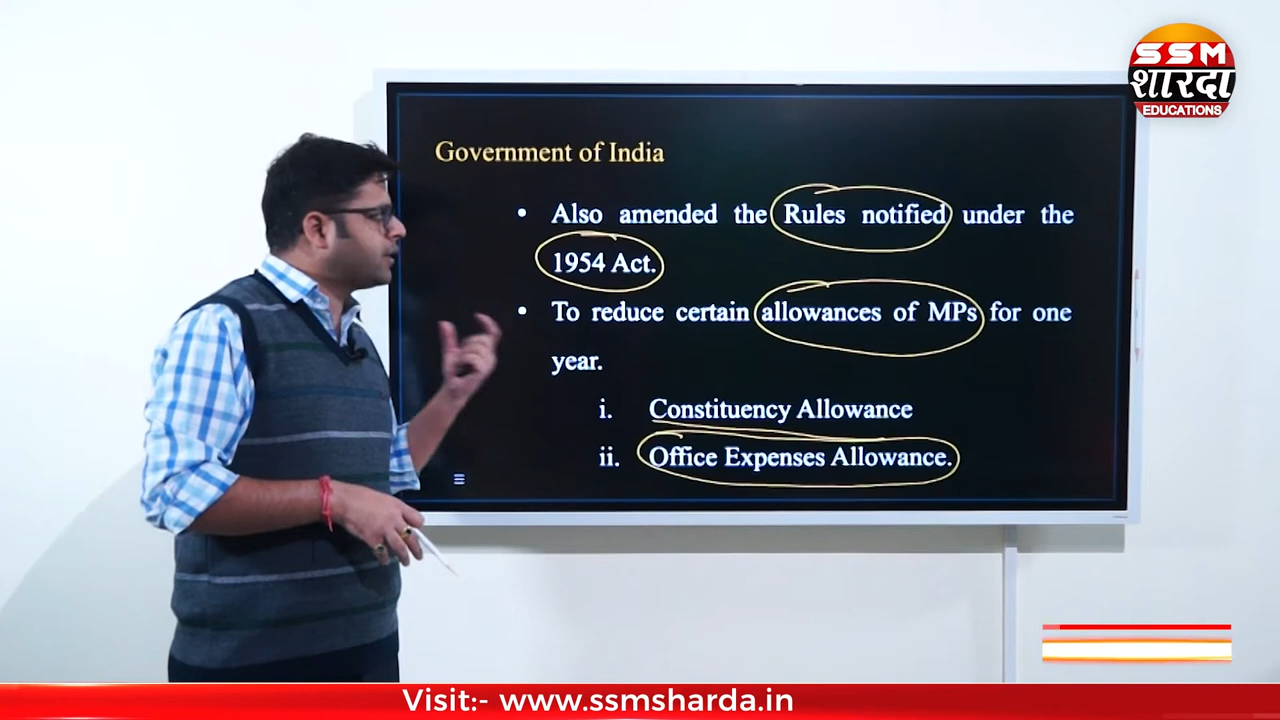 SSM
शारदा
EDUCATIONS
Government of India
• Also amended the Rules notified under the
1954 Act.
• To reduce certain allowances of MPs for one
year.
i. Constituency Allowance
ii. Office Expenses Allowance.
Visit:- www.ssmsharda.in